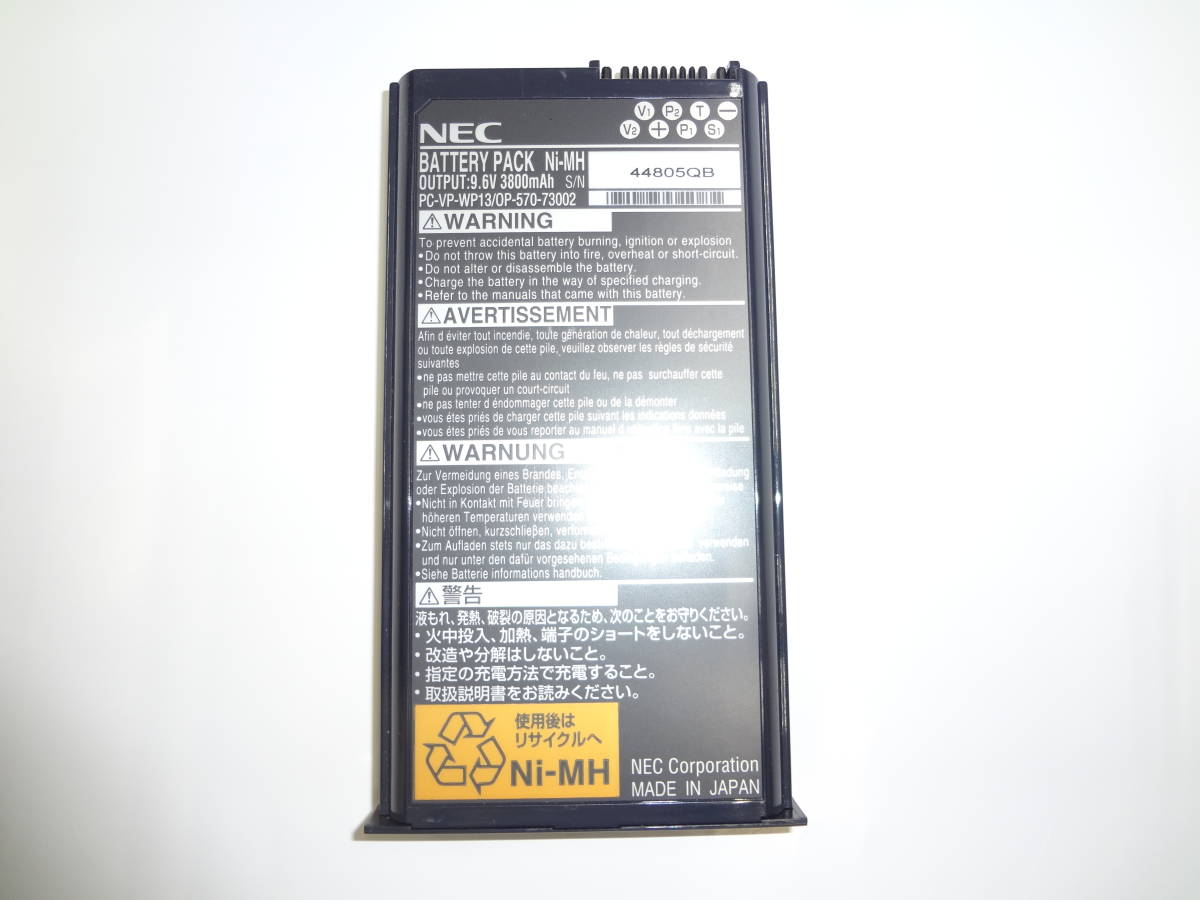 V1 P2 T −
V2 + P1 S1
NEC
BATTERY PACK Ni-MH
OUTPUT:9.6V 3800mAh S/N
44805QB
PC-VP-WP13/OP-570-73002
⚠WARNING
To prevent accidental battery burning, ignition or explosion
•Do not throw this battery into fire, overheat or short-circuit.
•Do not alter or disassemble the battery.
•Charge the battery in the way of specified charging.
•Refer to the manuals that came with this battery.
⚠AVERTISSEMENT
Afin d éviter tout incendie, toute génération de chaleur, tout déchargement
ou toute explosion de cette pile, veuillez observer les règles de sécurité
suivantes
•ne pas mettre cette pile au contact du feu, ne pas surchauffer cette
pile ou provoquer un court-circuit
•ne pas tenter d éndommager cette pile ou de la démonter
•vous étes priés de charger cette pile suivant les indications données
•vous étes priés de vous reporter au manuel d avec la pile
⚠WARNUNG
Zur Vermeidung eines Brandes,
oder Explosion der Batterie
•Nicht in Kontakt mit Feuer bringen
höheren Temperaturen verwenden
•Nicht öffnen, kurzschließen,
•Zum Aufladen stets nur das dazu verwenden
und nur unter den dafür vorgesehenen
•Siehe Batterie informations handbuch.
⚠警告
液もれ、発熱、破裂の原因となるため、次のことをお守りください。
・火中投入、加熱、端子のショートをしないこと。
・改造や分解はしないこと。
・指定の充電方法で充電すること。
・取扱説明書をお読みください。
使用後は
リサイクルへ
Ni-MH
NEC Corporation
MADE IN JAPAN